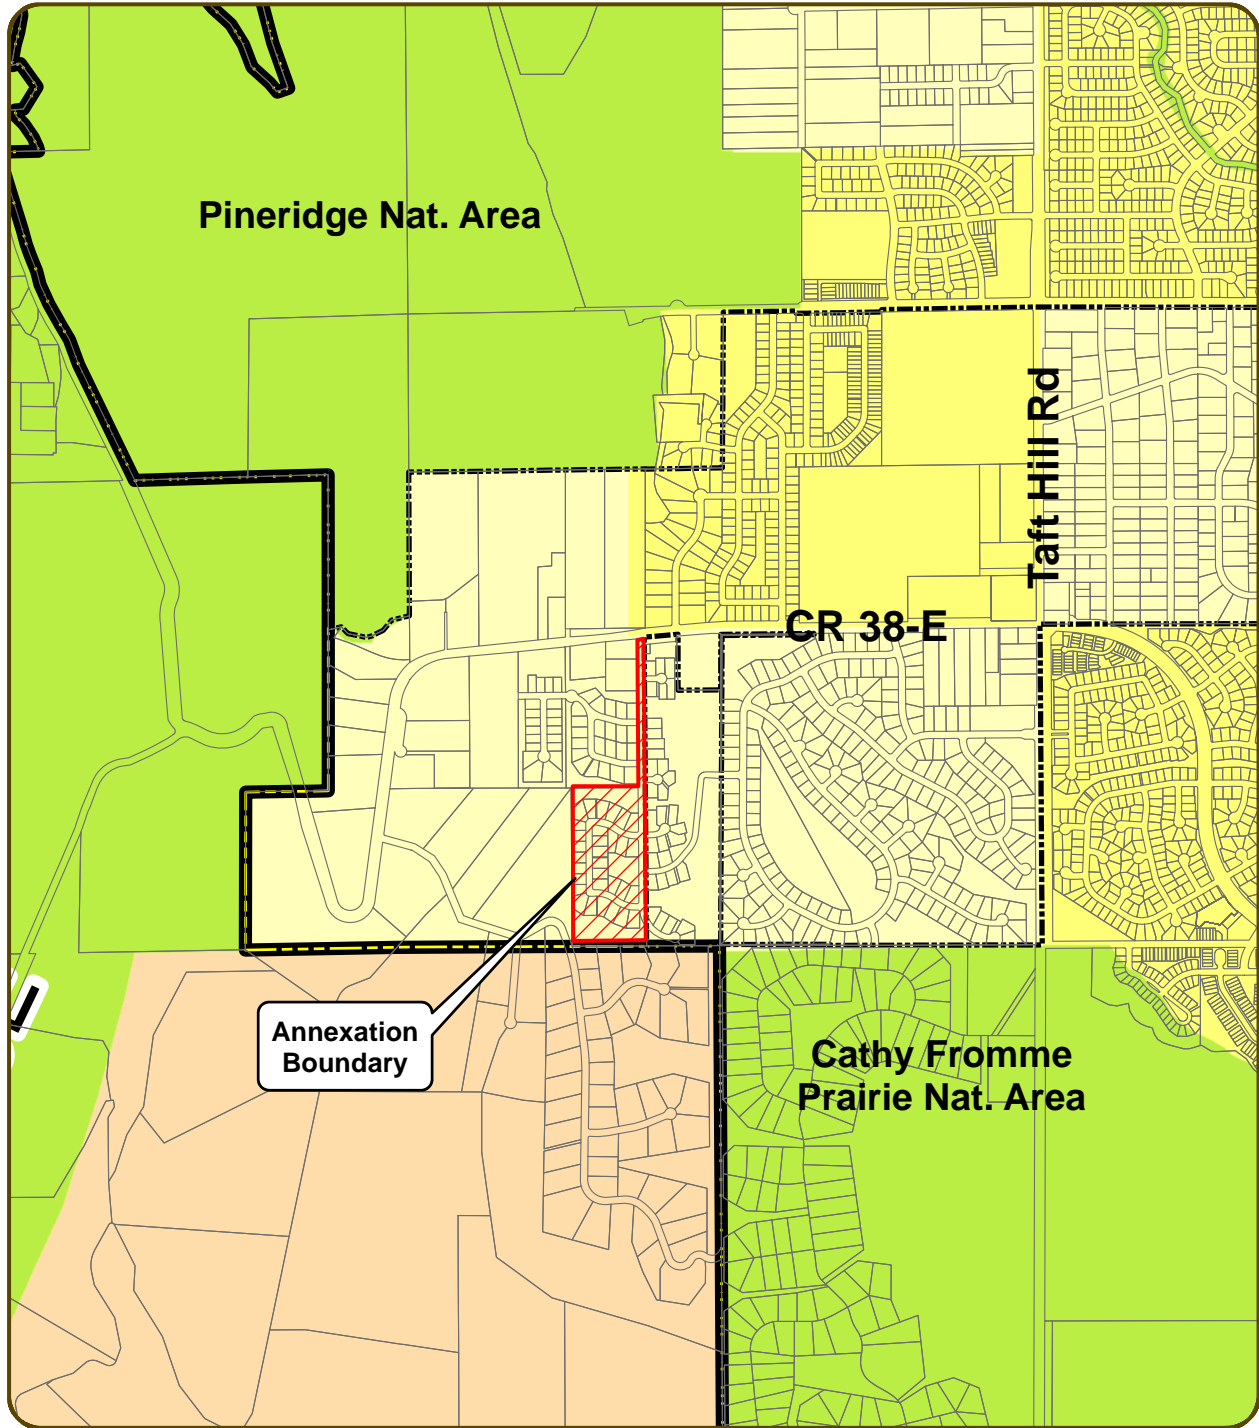 Pineridge Nat. Area
Taft Hill Rd
CR 38-E
Annexation
Boundary
Cathy Fromme
Prairie Nat. Area